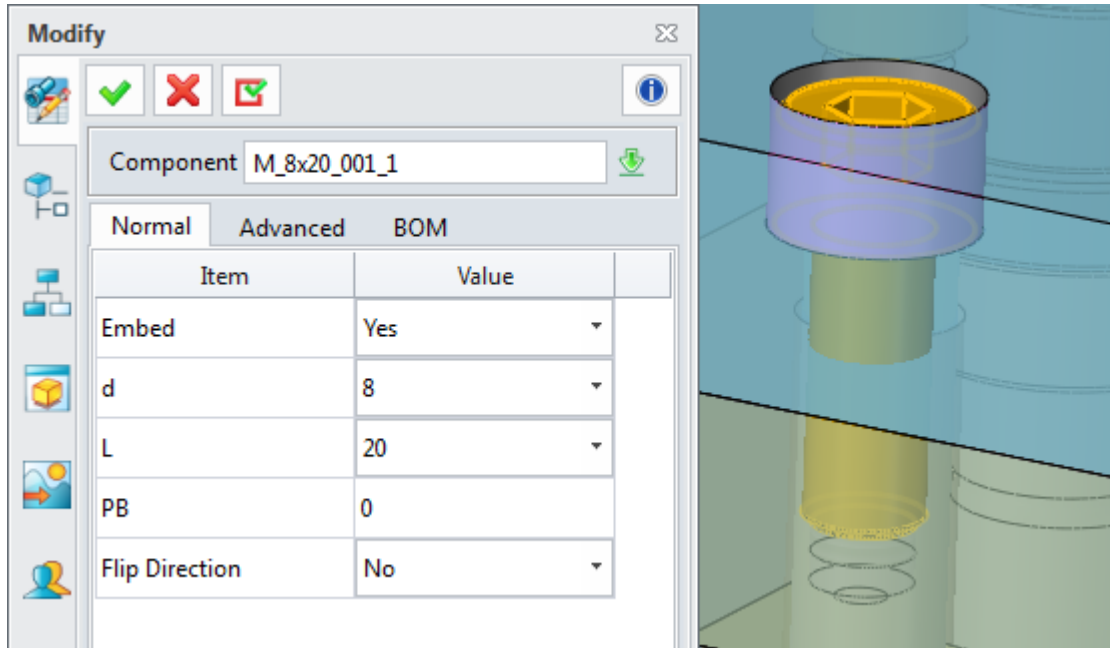 Modify
Component M_8x20_001_1
Normal Advanced BOM
Item Value
Embed Yes
d 8
L 20
PB 0
Flip Direction No